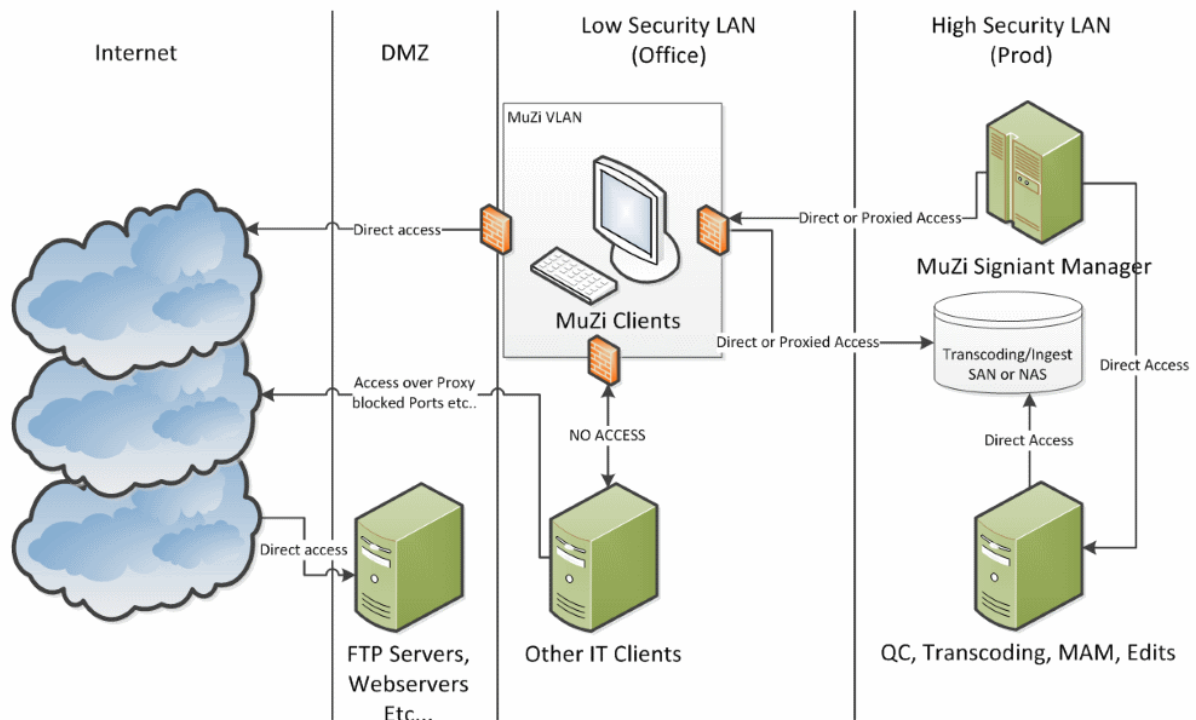 Internet
DMZ
Low Security LAN
(Office)
High Security LAN
(Prod)
MuZi VLAN
Direct access
Direct or Proxied Access
MuZi Signiant Manager
MuZi Clients
Direct or Proxied Access
Transcoding/Ingest
SAN or NAS
Direct Access
Access over Proxy
blocked Ports etc..
NO ACCESS
Direct Access
Direct access
FTP Servers,
Webservers
Etc...
Other IT Clients
QC, Transcoding, MAM, Edits